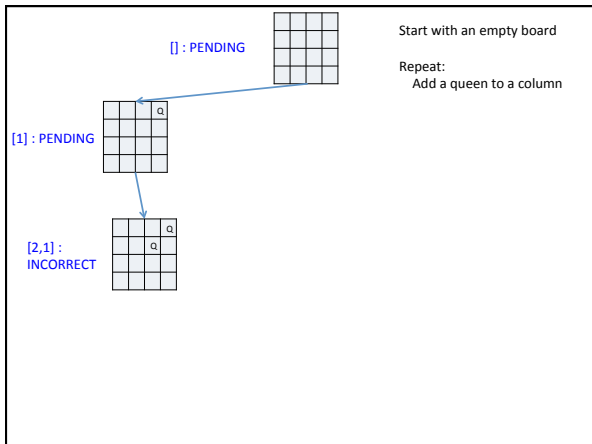 [] : PENDING
Start with an empty board
Repeat:
Add a queen to a column
Q
[1] : PENDING
Q
[2,1] :
INCORRECT
Q